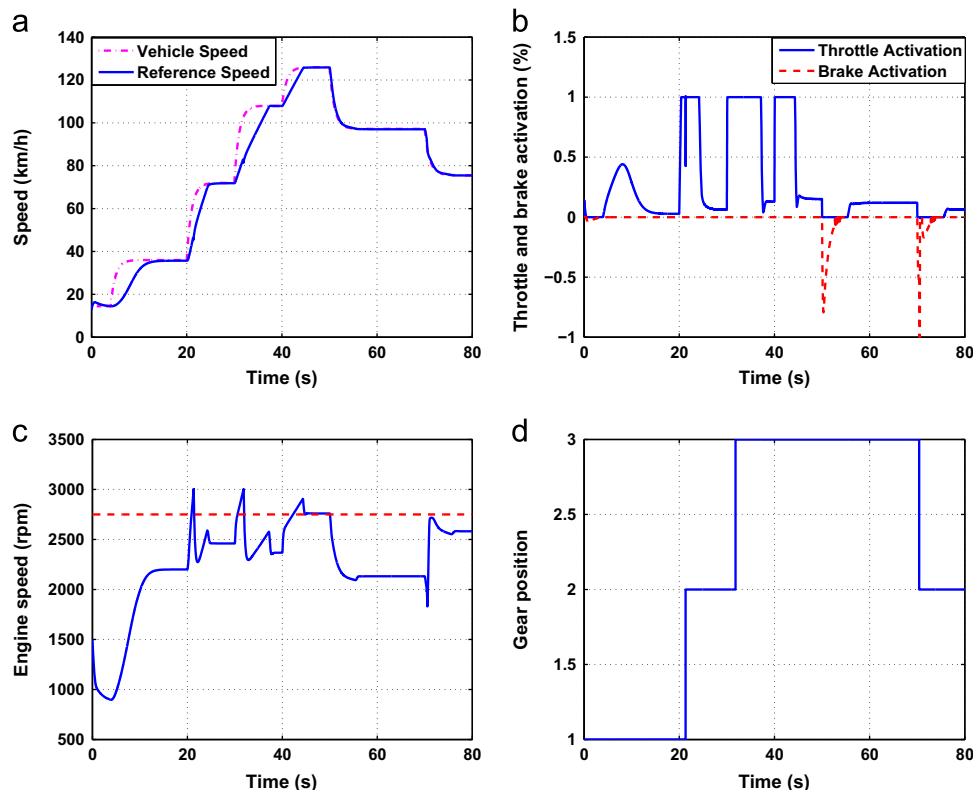 a
140
120
100
80
60
40
20
0
Speed (km/h)
Vehicle Speed
Reference Speed
0 20 40 60 80
Time (s)
b
1.5
1
0.5
0
−0.5
−1
Throttle and brake activation (%)
Throttle Activation
Brake Activation
0 20 40 60 80
Time (s)
c
3500
3000
2500
2000
1500
1000
500
Engine speed (rpm)
0 20 40 60 80
Time (s)
d
3
2.5
2
1.5
1
Gear position
0 20 40 60 80
Time (s)